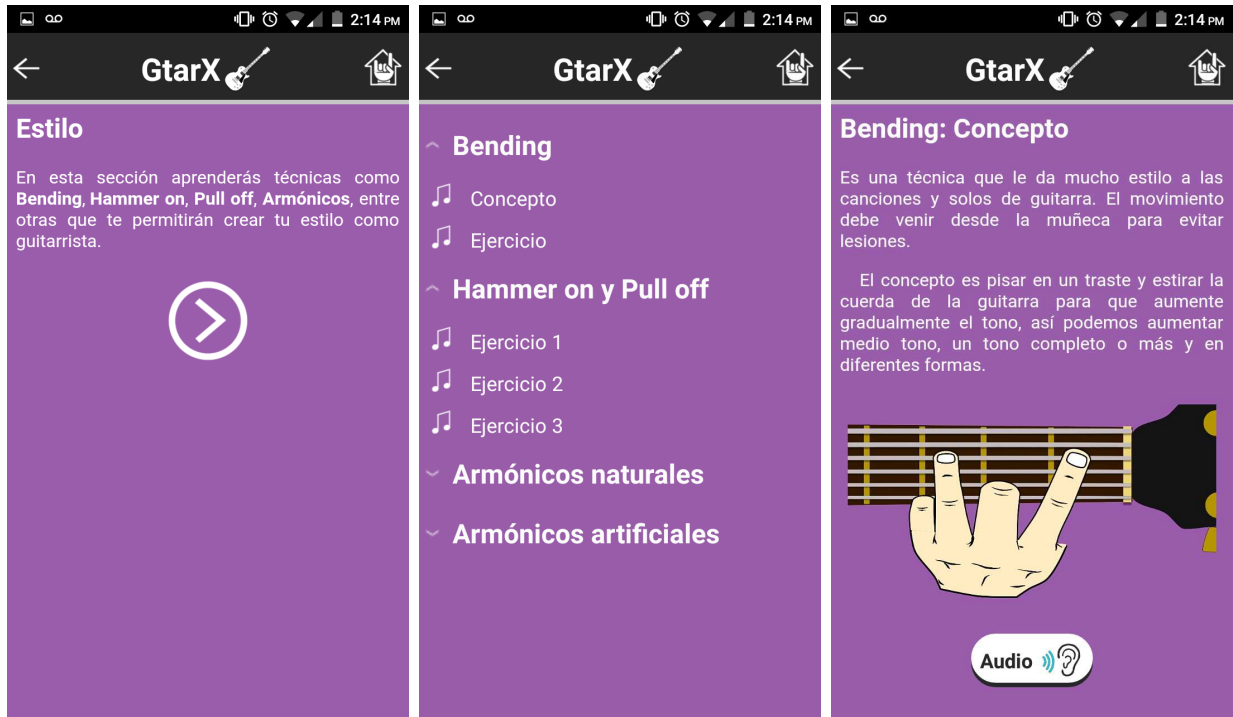 2:14 PM
GtarX
Estilo
En esta sección aprenderás técnicas como
Bending, Hammer on, Pull off, Armónicos, entre
otras que te permitirán crear tu estilo como
guitarrista.
2:14 PM
GtarX
Bending
Concepto
Ejercicio
Hammer on y Pull off
Ejercicio 1
Ejercicio 2
Ejercicio 3
Armónicos naturales
Armónicos artificiales
2:14 PM
GtarX
Bending: Concepto
Es una técnica que le da mucho estilo a las
canciones y solos de guitarra. El movimiento
debe venir desde la muñeca para evitar
lesiones.
El concepto es pisar en un traste y estirar la
cuerda de la guitarra para que aumente
gradualmente el tono, así podemos aumentar
medio tono, un tono completo o más y en
diferentes formas.
Audio